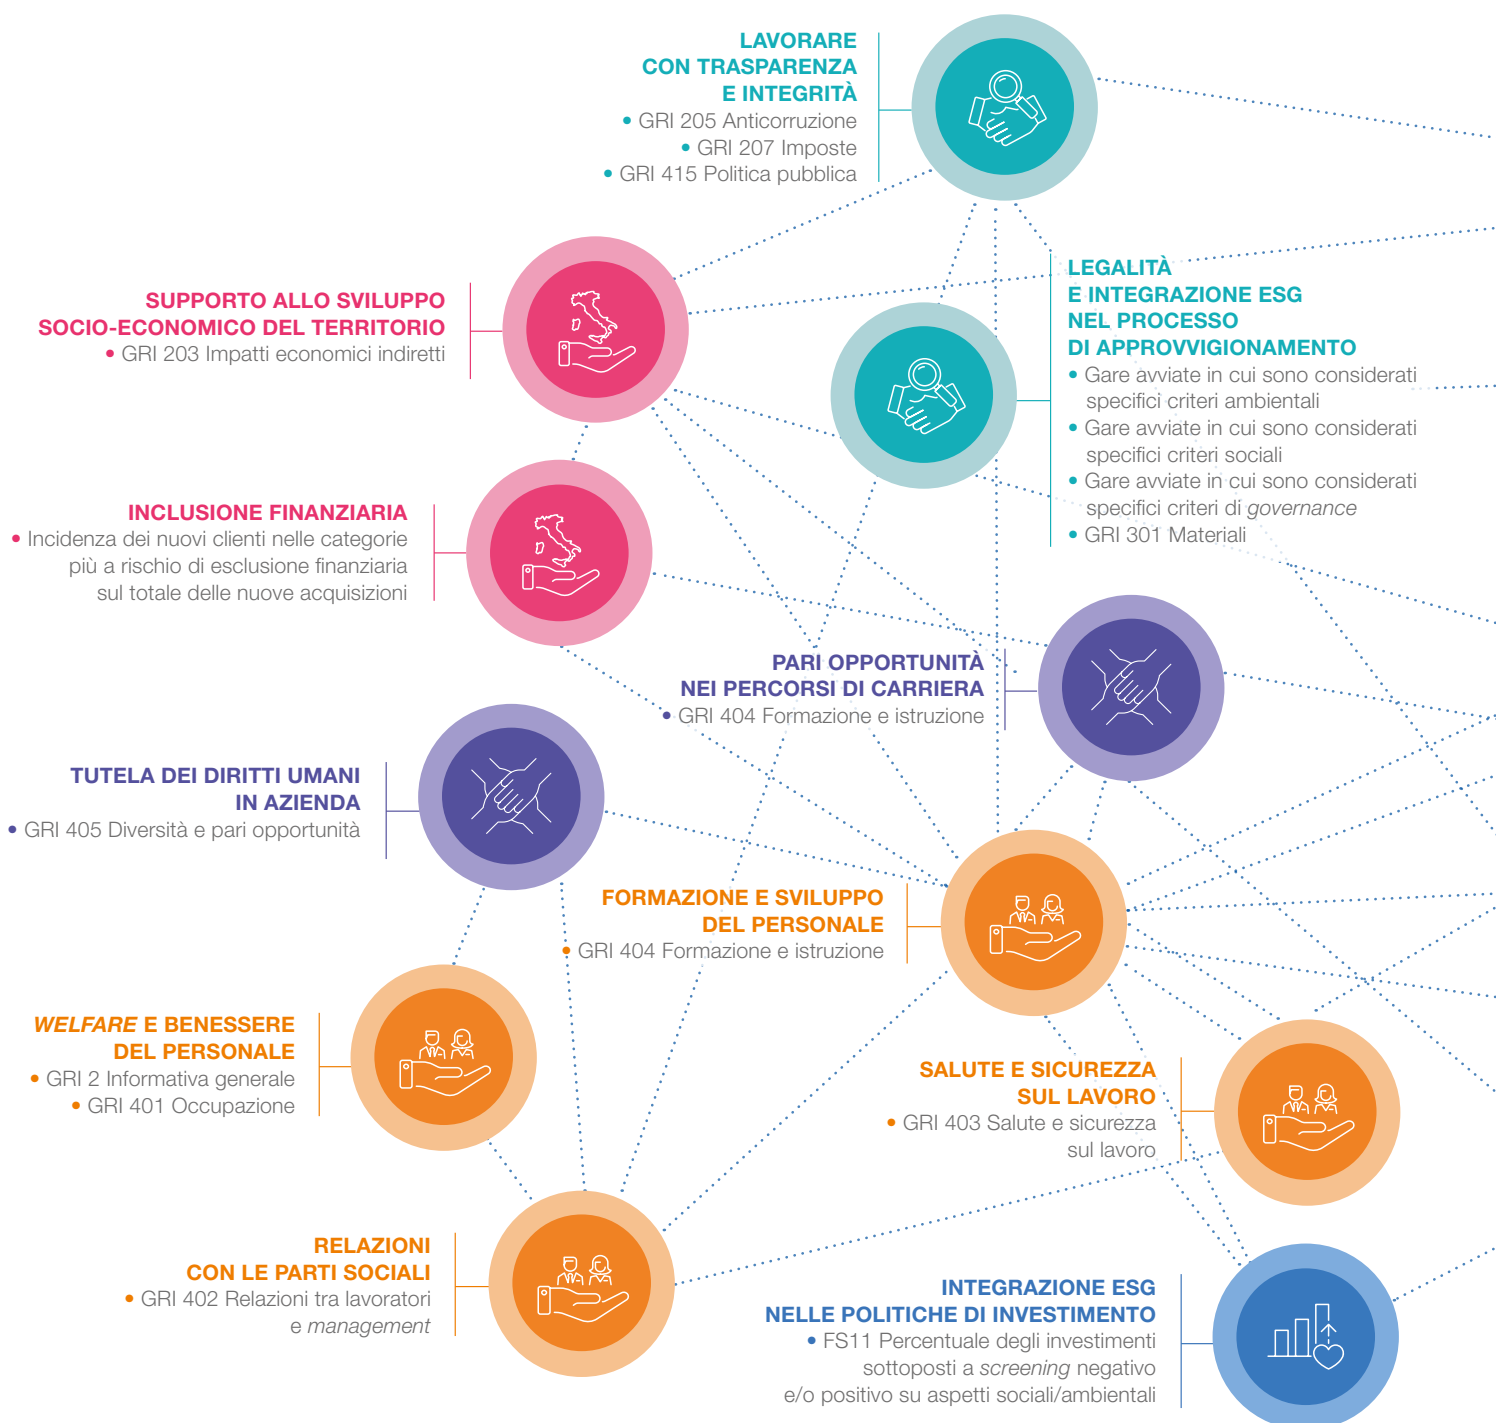 LAVORARE
CON TRASPARENZA
E INTEGRITÀ
• GRI 205 Anticorruzione
• GRI 207 Imposte
• GRI 415 Politica pubblica
SUPPORTO ALLO SVILUPPO
SOCIO-ECONOMICO DEL TERRITORIO
• GRI 203 Impatti economici indiretti
LEGALITÀ
E INTEGRAZIONE ESG
NEL PROCESSO
DI APPROVVIGIONAMENTO
• Gare avviate in cui sono considerati
specifici criteri ambientali
• Gare avviate in cui sono considerati
specifici criteri sociali
• Gare avviate in cui sono considerati
specifici criteri di governance
• GRI 301 Materiali
INCLUSIONE FINANZIARIA
• Incidenza dei nuovi clienti nelle categorie
più a rischio di esclusione finanziaria
sul totale delle nuove acquisizioni
PARI OPPORTUNITÀ
NEI PERCORSI DI CARRIERA
• GRI 404 Formazione e istruzione
TUTELA DEI DIRITTI UMANI
IN AZIENDA
• GRI 405 Diversità e pari opportunità
FORMAZIONE E SVILUPPO
DEL PERSONALE
• GRI 404 Formazione e istruzione
WELFARE E BENESSERE
DEL PERSONALE
• GRI 2 Informativa generale
• GRI 401 Occupazione
SALUTE E SICUREZZA
SUL LAVORO
• GRI 403 Salute e sicurezza
sul lavoro
RELAZIONI
CON LE PARTI SOCIALI
• GRI 402 Relazioni tra lavoratori
e management
INTEGRAZIONE ESG
NELLE POLITICHE DI INVESTIMENTO
• FS11 Percentuale degli investimenti
sottoposti a screening negativo
e/o positivo su aspetti sociali/ambientali